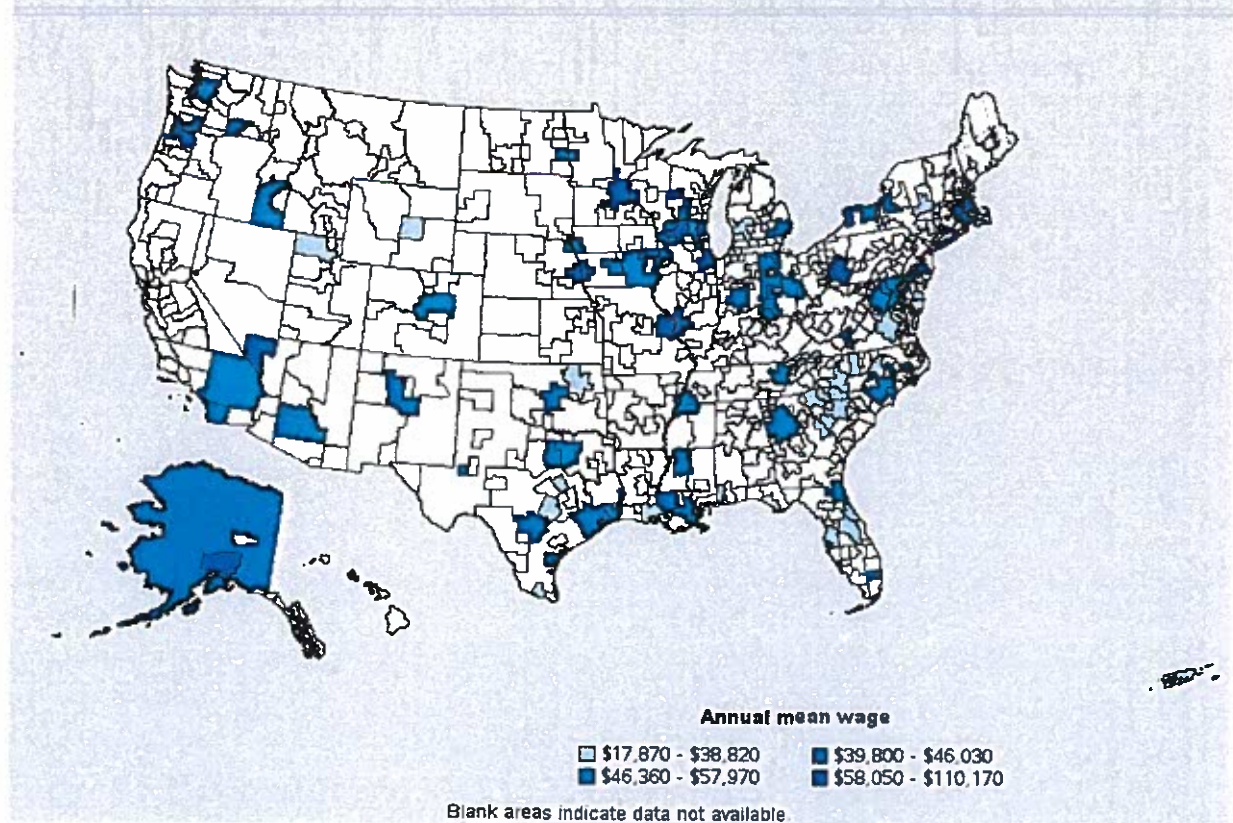 Annual mean wage
$17,870 - $38,820 $39,800 - $46,030
$46,360 - $57,970 $58,050 - $110,170
Blank areas indicate data not available.